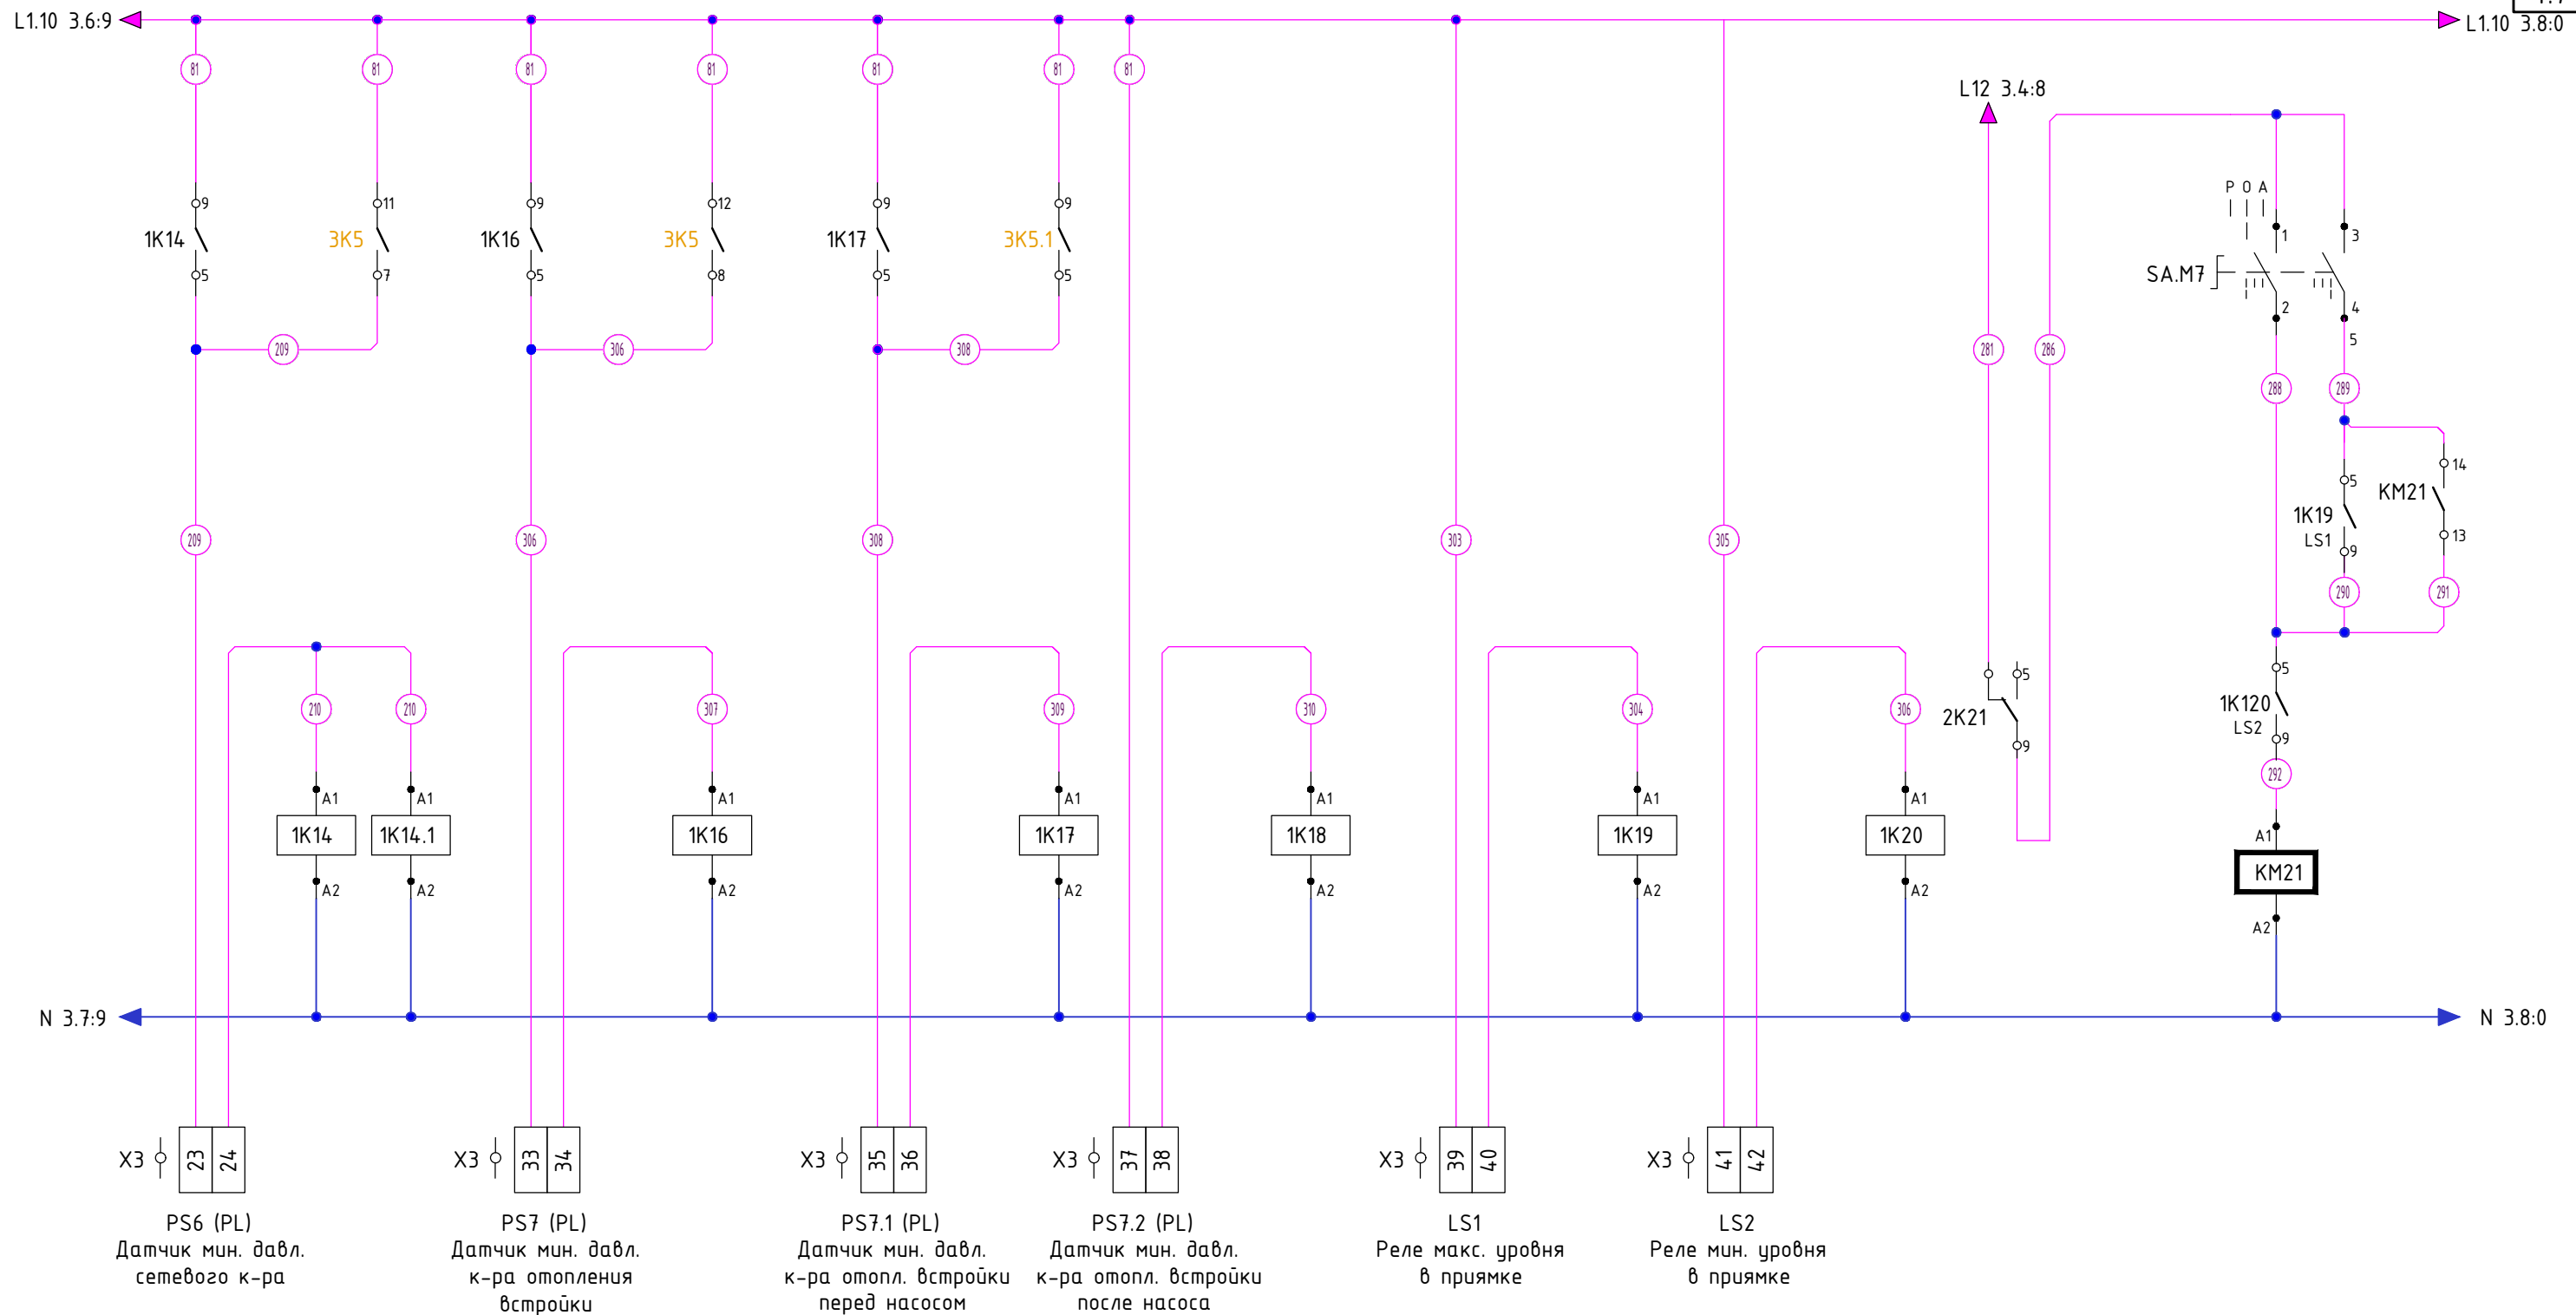 L1.10 3.6:9
L1.10 3.8:0
81 81 81 81 81 81 81
L12 3.4:8
P O A
9 11 9 12 9 9
1K14 3K5 1K16 3K5 1K17 3K5.1
5 7 5 8 5 5
1 3
SA.M7
2 4
5
209 306 308 281 286
288 289
14
5
KM21
1K19
LS1
13
9
209 306 308 303 305
290 291
5
1K120
LS2
9
5
2K21
9
210 210 307 309 310 304 306
292
A1 A1 A1 A1 A1 A1 A1
1K14 1K14.1 1K16 1K17 1K18 1K19 1K20
A2 A2 A2 A2 A2 A2 A2
A1
KM21
A2
N 3.7:9
N 3.8:0
X3 23 24
X3 33 34
X3 35 36
X3 37 38
X3 39 40
X3 41 42
PS6 (PL)
Датчик мин. давл.
сетевого к-ра
PS7 (PL)
Датчик мин. давл.
к-ра отопления
встройки
PS7.1 (PL)
Датчик мин. давл.
к-ра отопл. встройки
перед насосом
PS7.2 (PL)
Датчик мин. давл.
к-ра отопл. встройки
после насоса
LS1
Реле макс. уровня
в приямке
LS2
Реле мин. уровня
в приямке